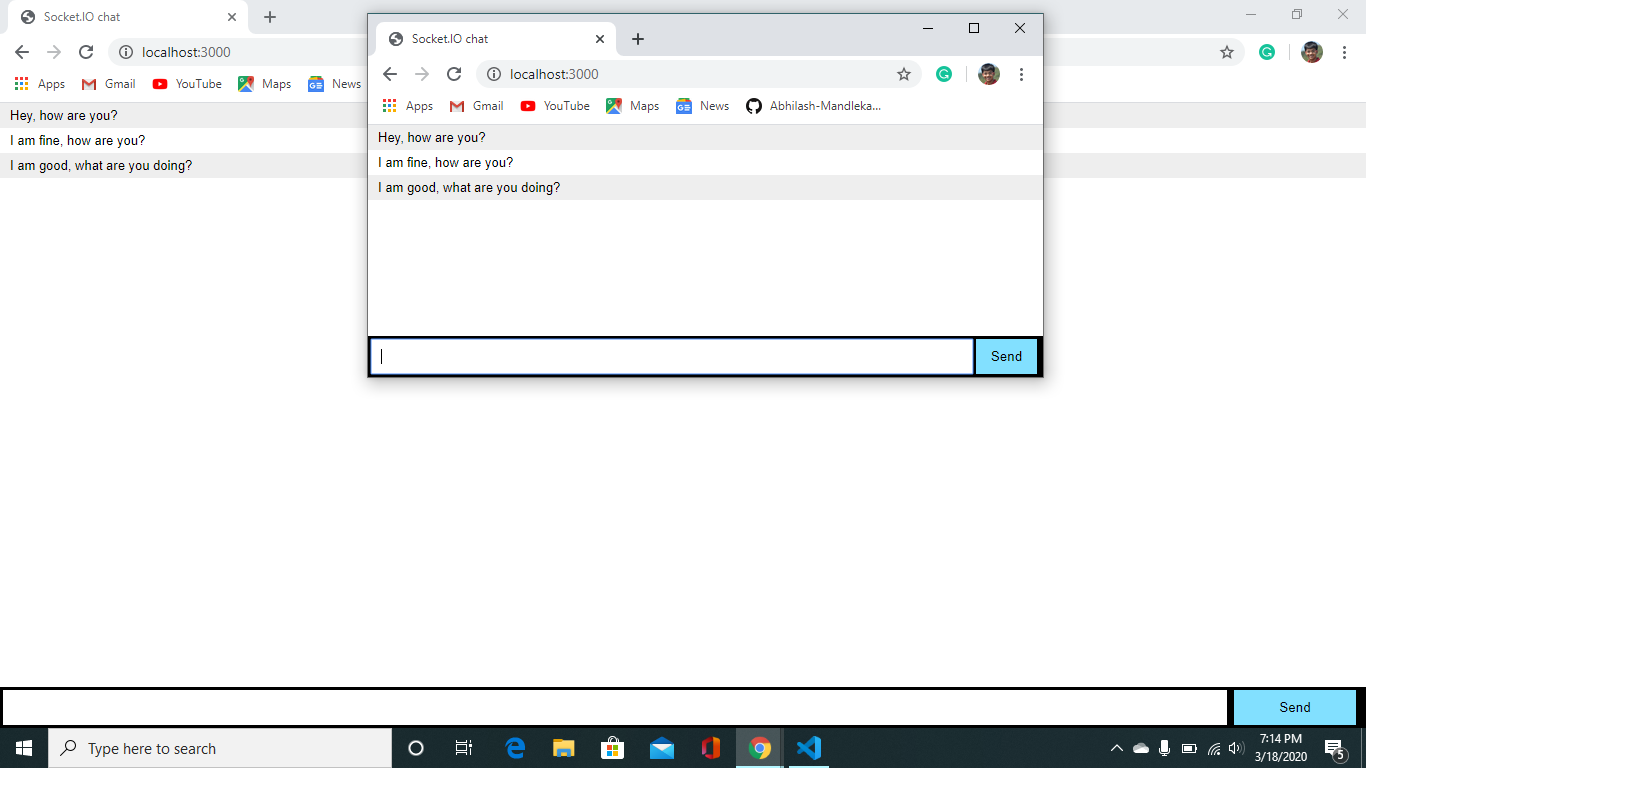 Socket.IO chat
localhost:3000
Apps Gmail YouTube Maps News
Hey, how are you?
I am fine, how are you?
I am good, what are you doing?
Socket.IO chat
localhost:3000
Apps Gmail YouTube Maps News Abhilash-Mandleka...
Hey, how are you?
I am fine, how are you?
I am good, what are you doing?
Send
Send
Type here to search
7:14 PM
3/18/2020
5